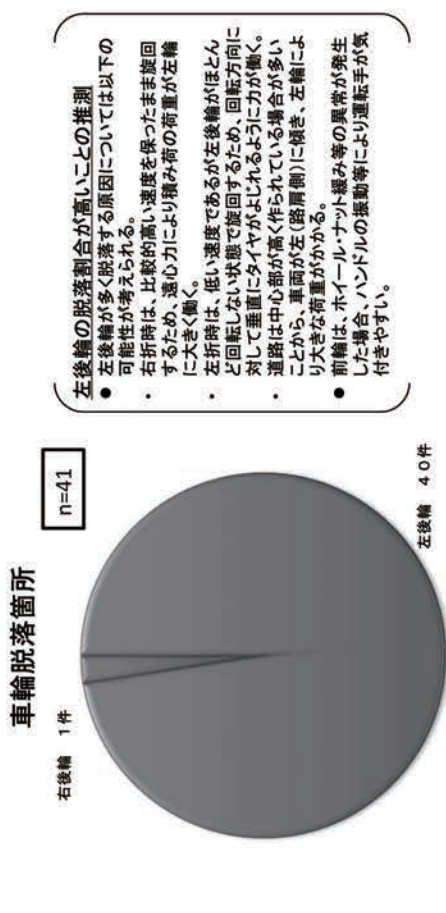 車輪脱落箇所
n=41
右後輪　1件
左後輪　40件
左後輪の脱落割合が高いことの推測
● 左後輪が多く脱落する原因については以下の
可能性が考えられる。
・ 右折時は、比較的高い速度を保ったまま旋回
するため、遠心力により積み荷の荷重が左輪
に大きく働く。
・ 左折時は、低い速度であるが左後輪がほとん
ど回転しない状態で旋回するため、回転方向に
対して垂直にタイヤがよじれるように力が働く。
・ 道路は中心部が高く作られている場合が多い
ことから、車両が左(路肩側)に傾き、左輪によ
り大きな荷重がかかる。
● 前輪は、ホイール・ナット緩み等の異常が発生
した場合、ハンドルの振動等により運転手が気
付きやすい。